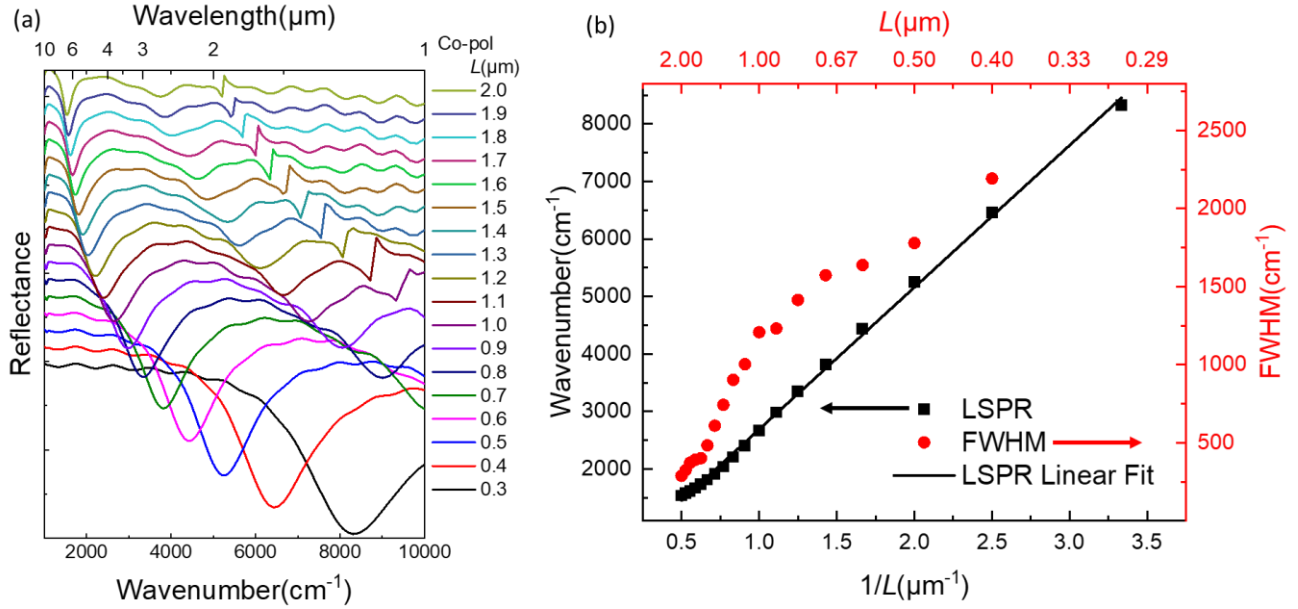 (a)
Wavelength(µm)
10 6 4 3 2 1
Co-pol
L(µm)
2.0
1.9
1.8
1.7
1.6
1.5
1.4
1.3
1.2
1.1
1.0
0.9
0.8
0.7
0.6
0.5
0.4
0.3
Reflectance
2000 4000 6000 8000 10000
Wavenumber(cm⁻¹)
(b)
L(µm)
2.00 1.00 0.67 0.50 0.40 0.33 0.29
8000
7000
6000
5000
4000
3000
2000
Wavenumber(cm⁻¹)
2500
2000
1500
1000
500
FWHM(cm⁻¹)
LSPR
FWHM
LSPR Linear Fit
0.5 1.0 1.5 2.0 2.5 3.0 3.5
1/L(µm⁻¹)